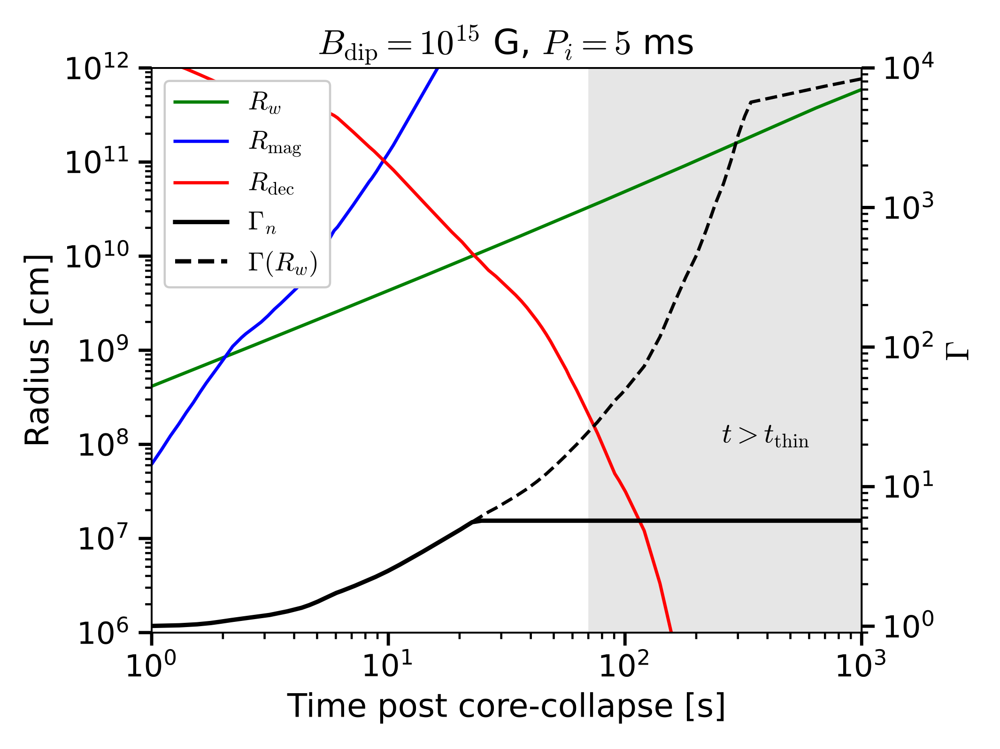 B_dip = 10^15 G, P_i = 5 ms
R_w
R_mag
R_dec
Γ_n
Γ(R_w)
10^12
10^11
10^10
10^9
10^8
10^7
10^6
Radius [cm]
10^4
10^3
10^2
10^1
10^0
Γ
t > t_thin
10^0 10^1 10^2 10^3
Time post core-collapse [s]